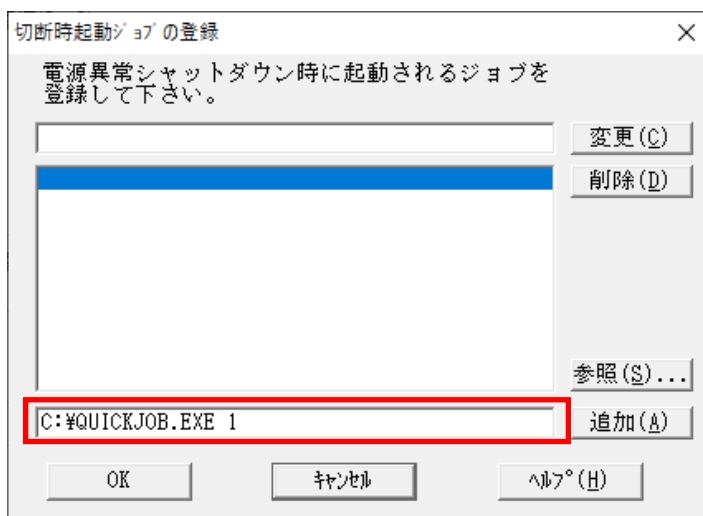 切断時起動ｼﾞｮﾌﾞの登録
電源異常シャットダウン時に起動されるジョブを
登録して下さい。
変更(C)
削除(D)
参照(S)...
C:¥QUICKJOB.EXE 1
追加(A)
OK
ｷｬﾝｾﾙ
ﾍﾙﾌﾟ(H)